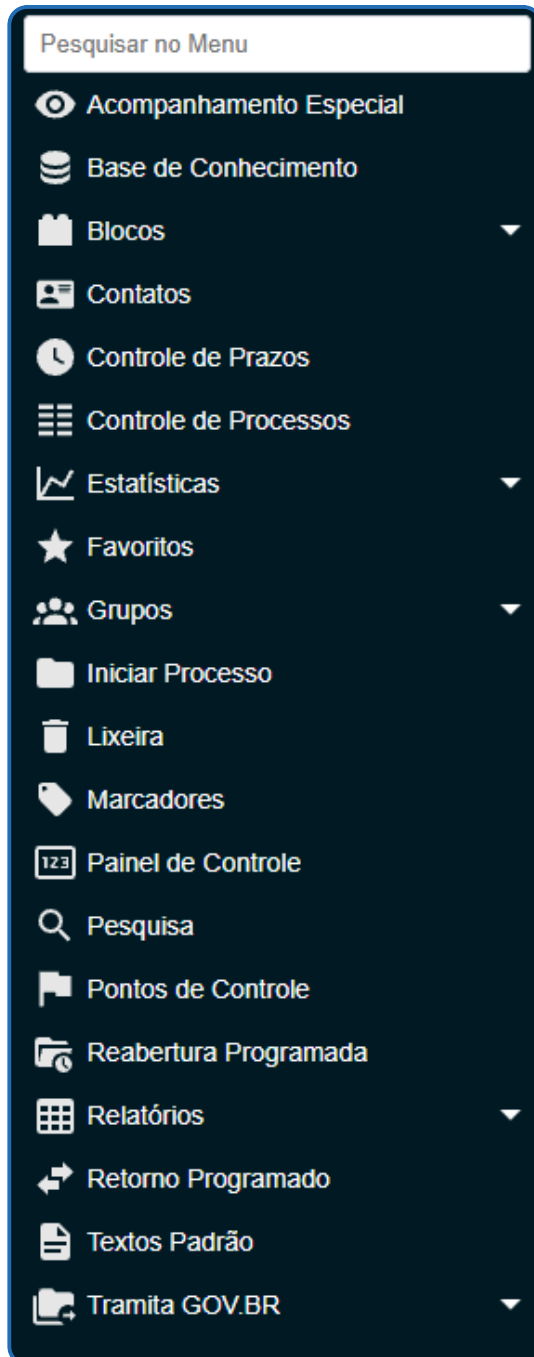 Pesquisar no Menu
Acompanhamento Especial
Base de Conhecimento
Blocos
Contatos
Controle de Prazos
Controle de Processos
Estatísticas
Favoritos
Grupos
Iniciar Processo
Lixeira
Marcadores
123 Painel de Controle
Pesquisa
Pontos de Controle
Reabertura Programada
Relatórios
Retorno Programado
Textos Padrão
Tramita GOV.BR